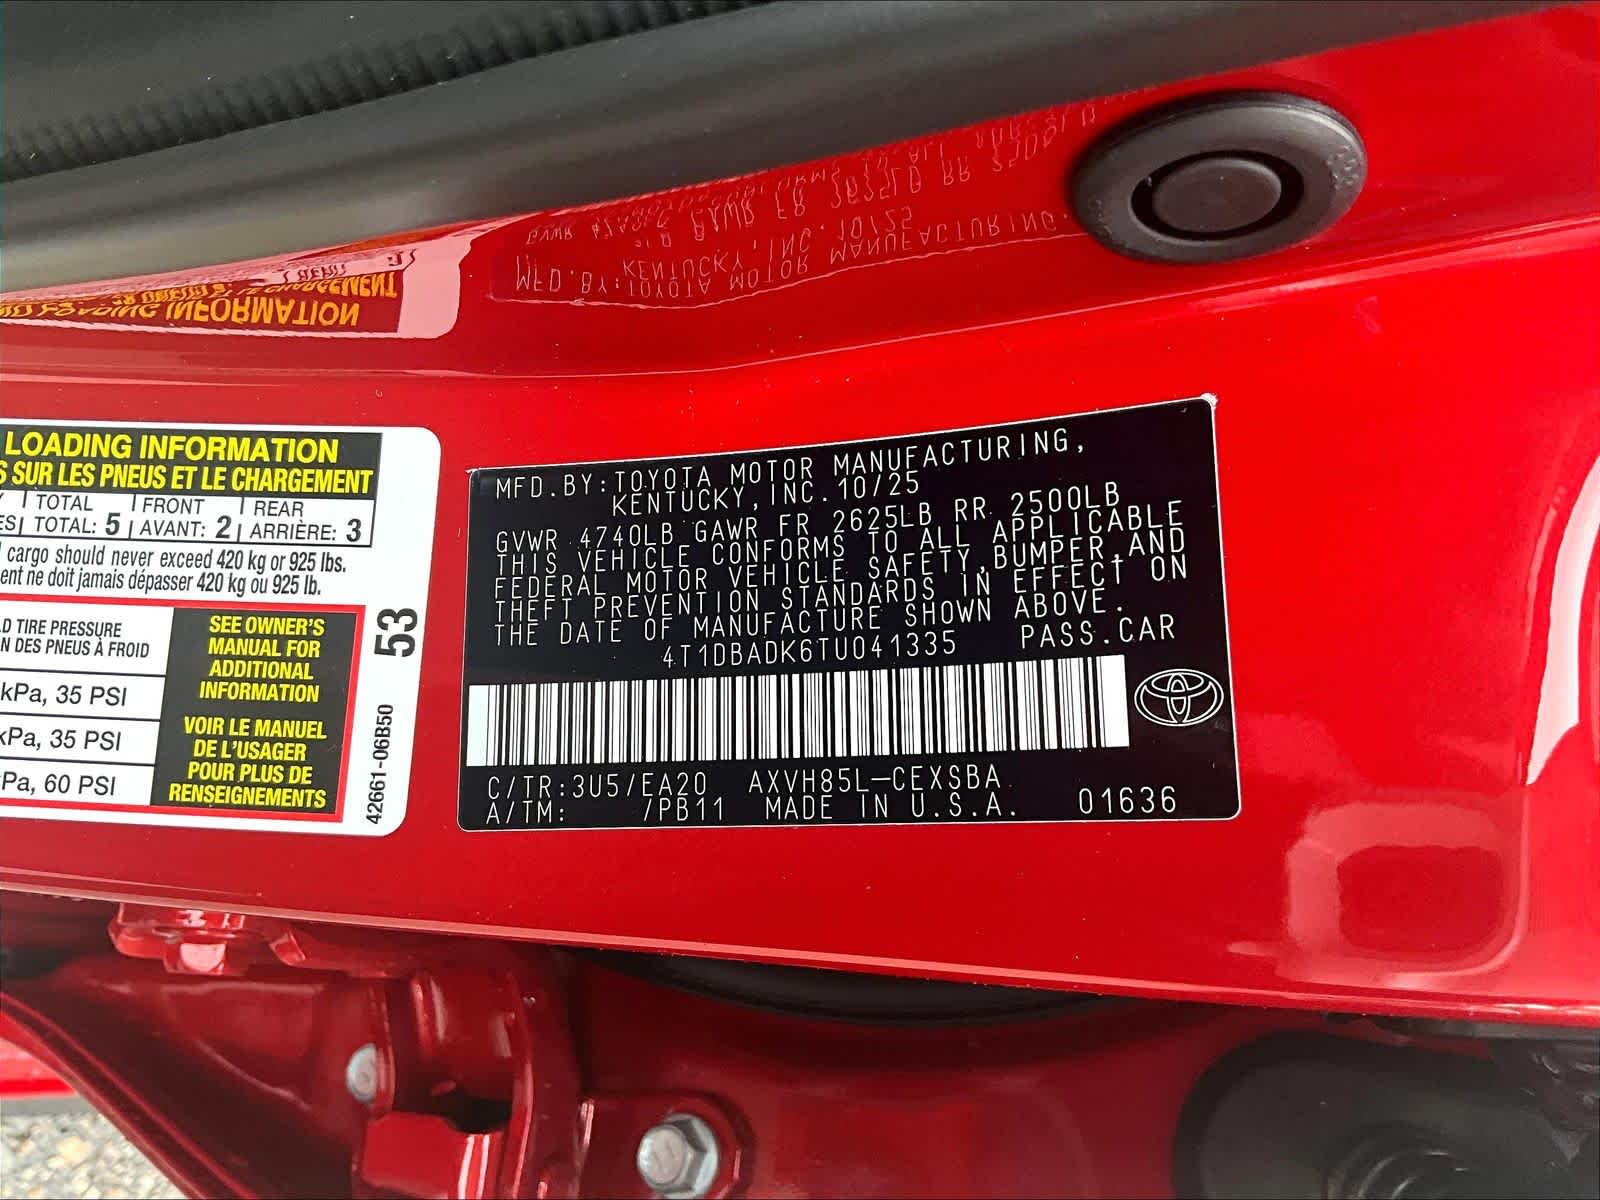 LOADING INFORMATION
S SUR LES PNEUS ET LE CHARGEMENT
TOTAL FRONT REAR
TOTAL: 5 AVANT: 2 ARRIÈRE: 3
cargo should never exceed 420 kg or 925 lbs.
ent ne doit jamais dépasser 420 kg ou 925 lb.
D TIRE PRESSURE
N DES PNEUS À FROID
kPa, 35 PSI
kPa, 35 PSI
Pa, 60 PSI
SEE OWNER'S
MANUAL FOR
ADDITIONAL
INFORMATION
VOIR LE MANUEL
DE L'USAGER
POUR PLUS DE
RENSEIGNEMENTS
53
42661-06B50
MFD.BY:TOYOTA MOTOR MANUFACTURING,
KENTUCKY,INC.10/25
GVWR 4740LB GAWR FR 2625LB RR 2500LB
THIS VEHICLE CONFORMS TO ALL APPLICABLE
FEDERAL MOTOR VEHICLE SAFETY,BUMPER,AND
THEFT PREVENTION STANDARDS IN EFFECT ON
THE DATE OF MANUFACTURE SHOWN ABOVE.
4T1DBADK6TU041335 PASS.CAR
C/TR:3U5/EA20 AXVH85L-CEXSBA
A/TM: /PB11 MADE IN U.S.A. 01636